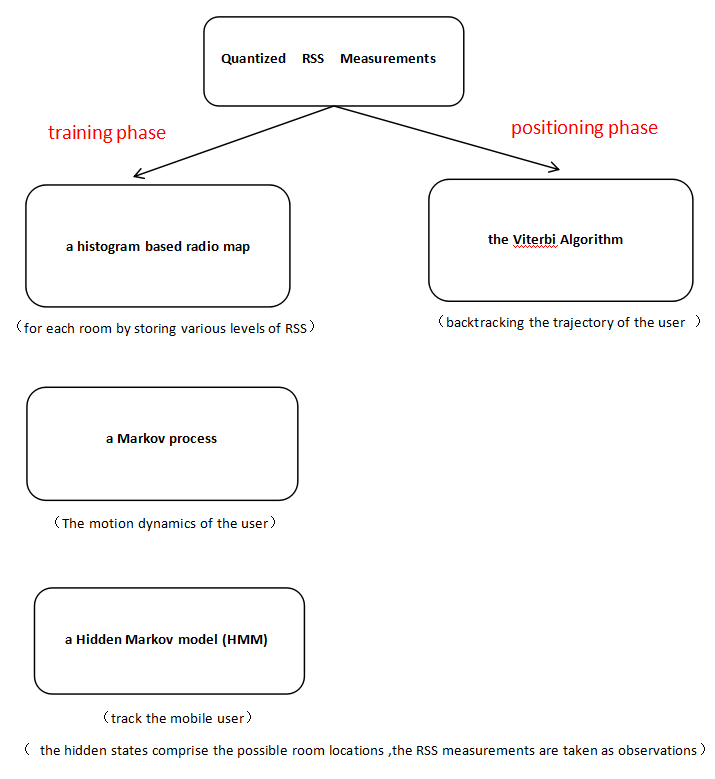 Quantized RSS Measurements
training phase
positioning phase
a histogram based radio map
the Viterbi Algorithm
（for each room by storing various levels of RSS）
（backtracking the trajectory of the user ）
a Markov process
（The motion dynamics of the user）
a Hidden Markov model (HMM)
（track the mobile user）
（ the hidden states comprise the possible room locations ,the RSS measurements are taken as observations）